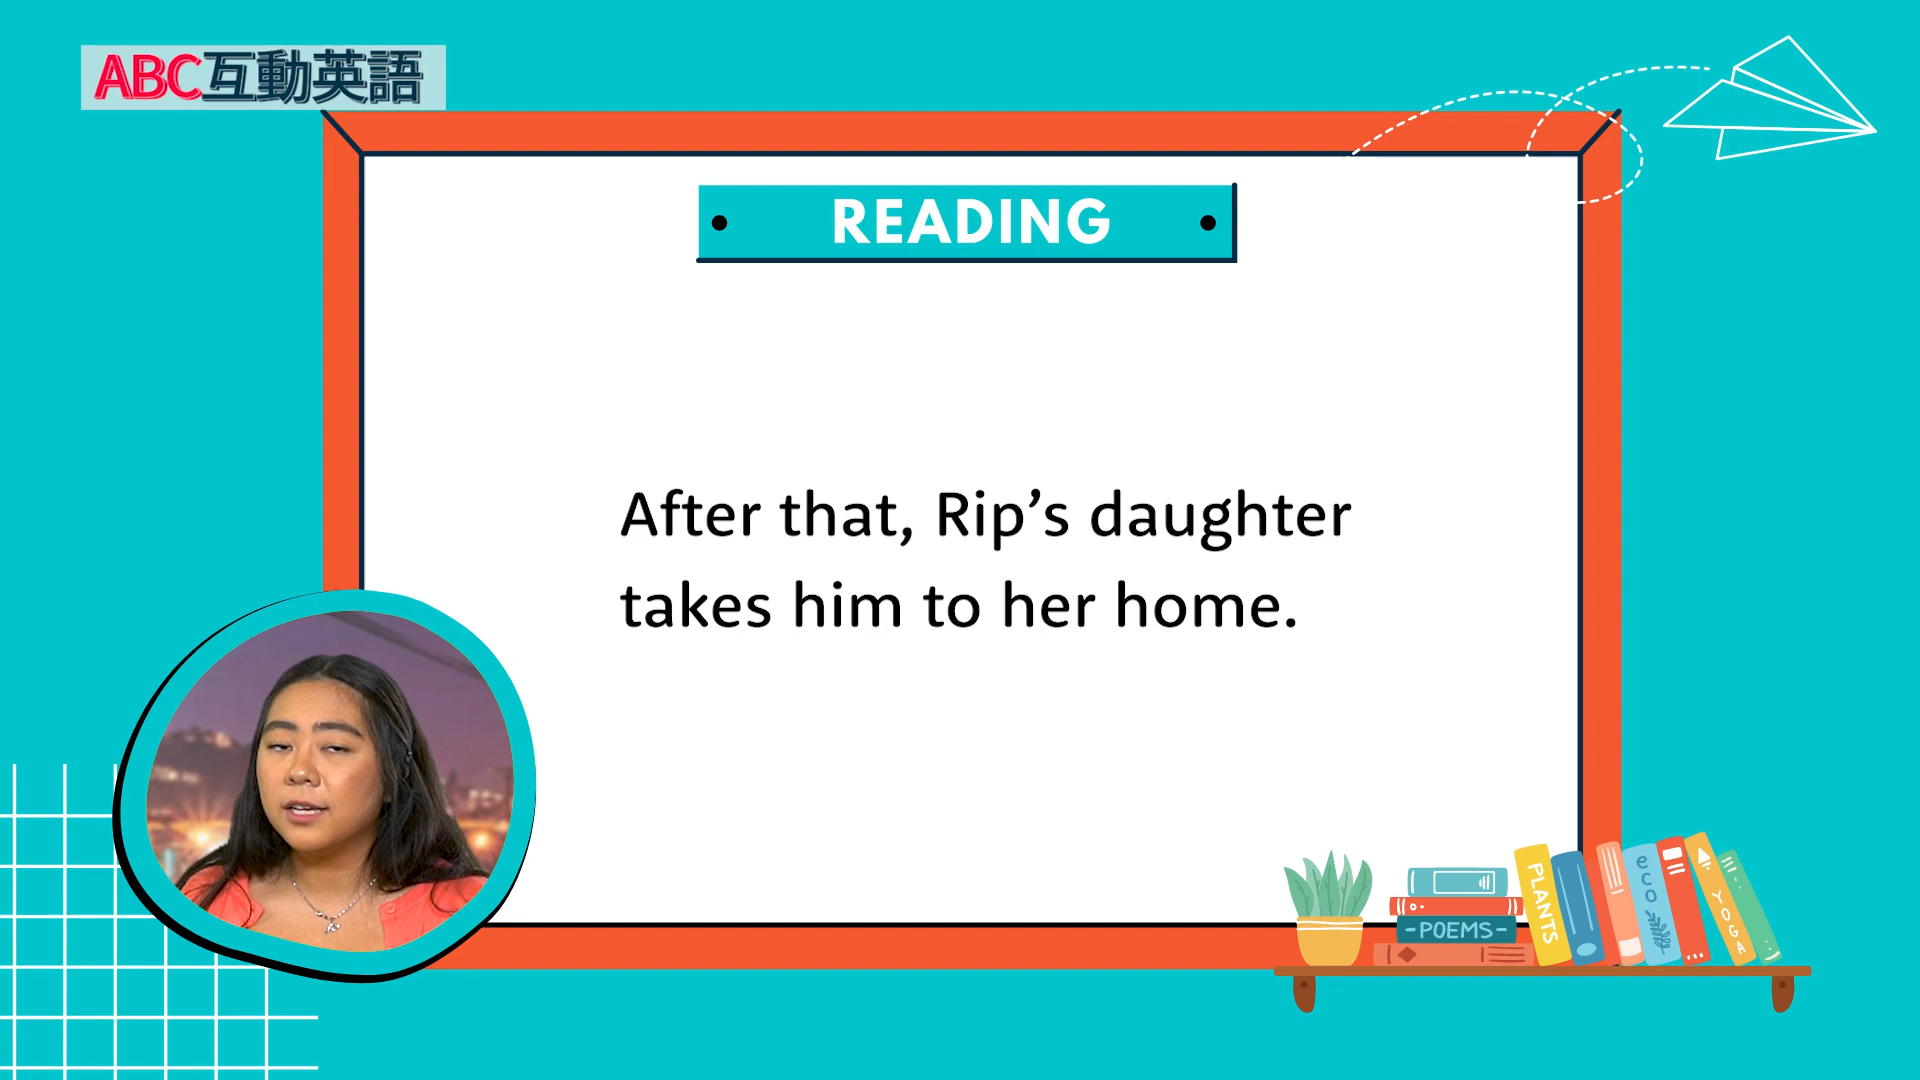 ABC互動英語
READING
After that, Rip’s daughter
takes him to her home.
POEMS
PLANTS
eco
YOGA